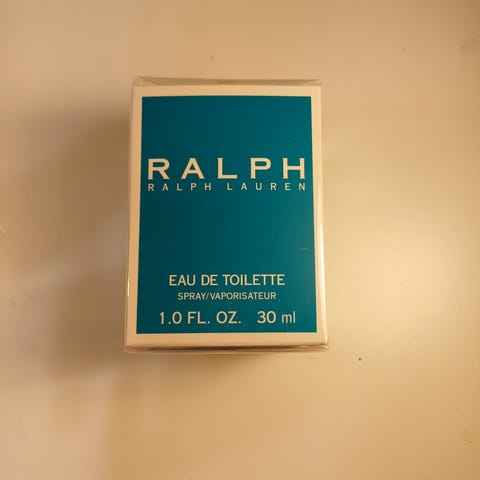 RALPH
RALPH LAUREN
EAU DE TOILETTE
SPRAY/VAPORISATEUR
1.0 FL. OZ. 30 ml